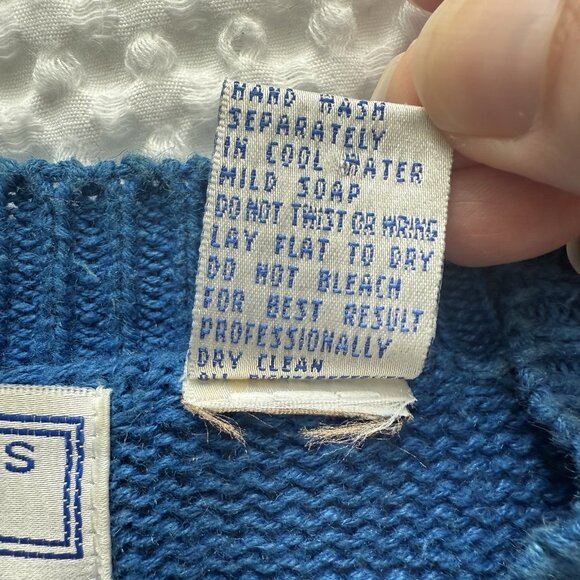 HAND WASH
SEPARATELY
IN COOL WATER
MILD SOAP
DO NOT TWIST OR WRING
LAY FLAT TO DRY
DO NOT BLEACH
FOR BEST RESULT
PROFESSIONALLY
DRY CLEAN
S